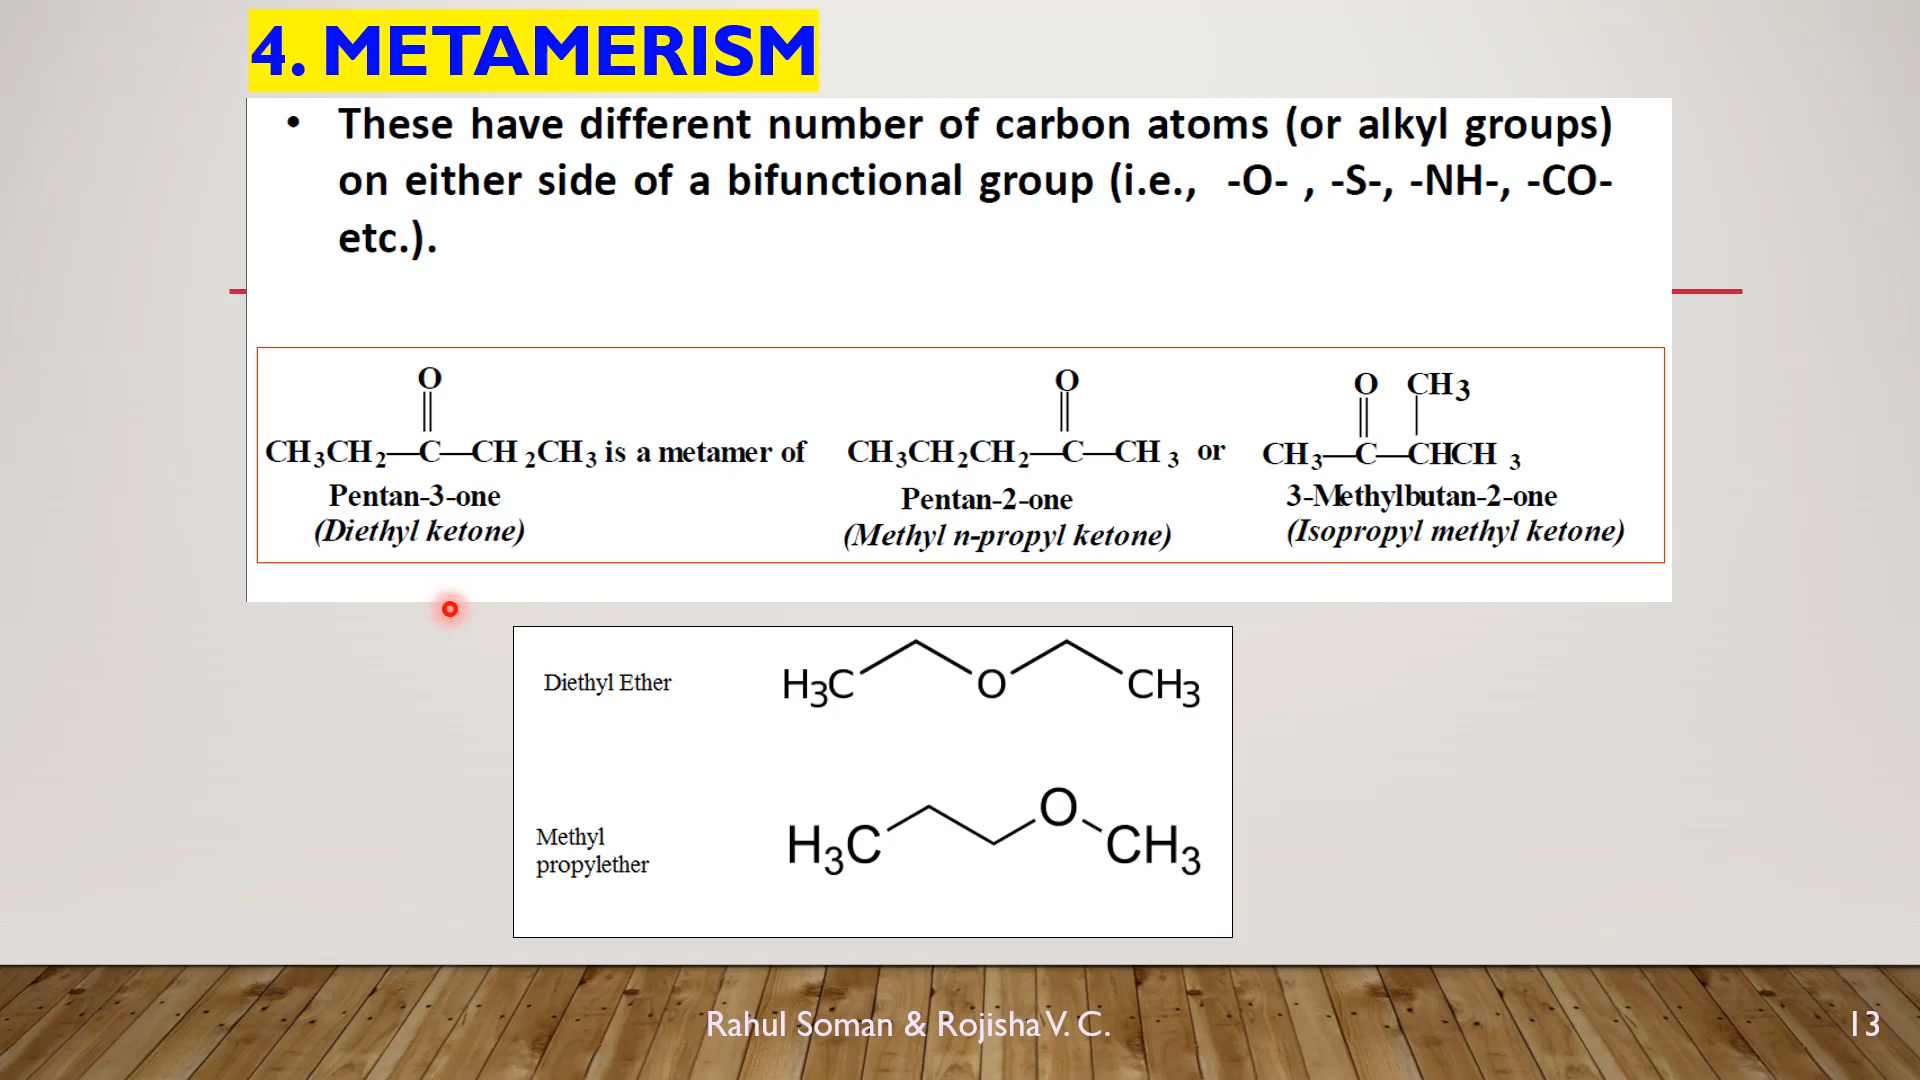 4. METAMERISM
• These have different number of carbon atoms (or alkyl groups)
on either side of a bifunctional group (i.e., -O- , -S-, -NH-, -CO-
etc.).
O O O CH3
CH3CH2—C—CH2CH3 is a metamer of CH3CH2CH2—C—CH3 or CH3—C—CHCH3
Pentan-3-one Pentan-2-one 3-Methylbutan-2-one
(Diethyl ketone) (Methyl n-propyl ketone) (Isopropyl methyl ketone)
Diethyl Ether H3C O CH3
Methyl
propylether H3C O CH3
Rahul Soman & Rojisha V. C. 13